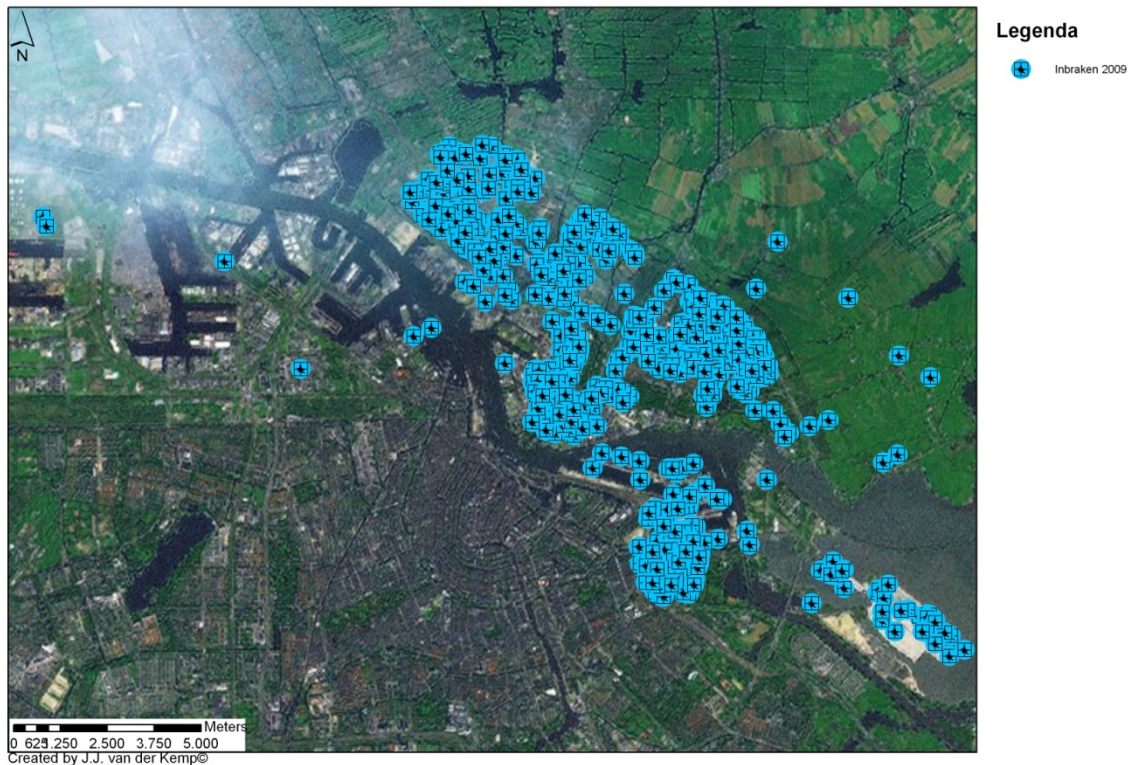 N
Legenda
Inbraken 2009
Meters
0 625 1.250 2.500 3.750 5.000
Created by J.J. van der Kemp©